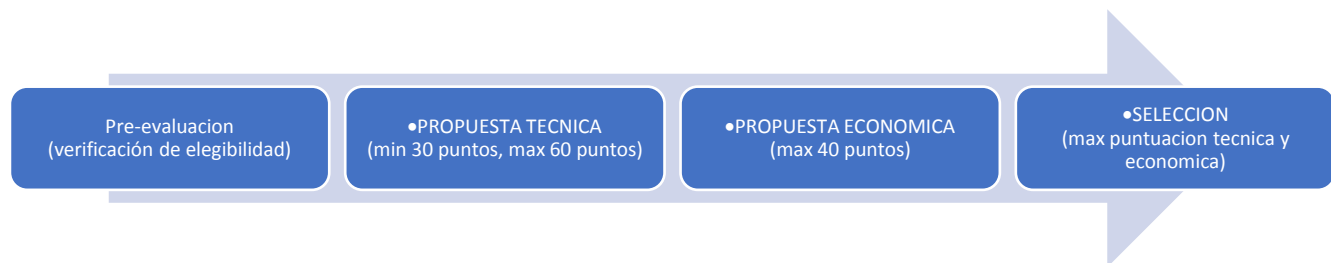 Pre-evaluacion
(verificación de elegibilidad)
•PROPUESTA TECNICA
(min 30 puntos, max 60 puntos)
•PROPUESTA ECONOMICA
(max 40 puntos)
•SELECCION
(max puntuacion tecnica y
economica)